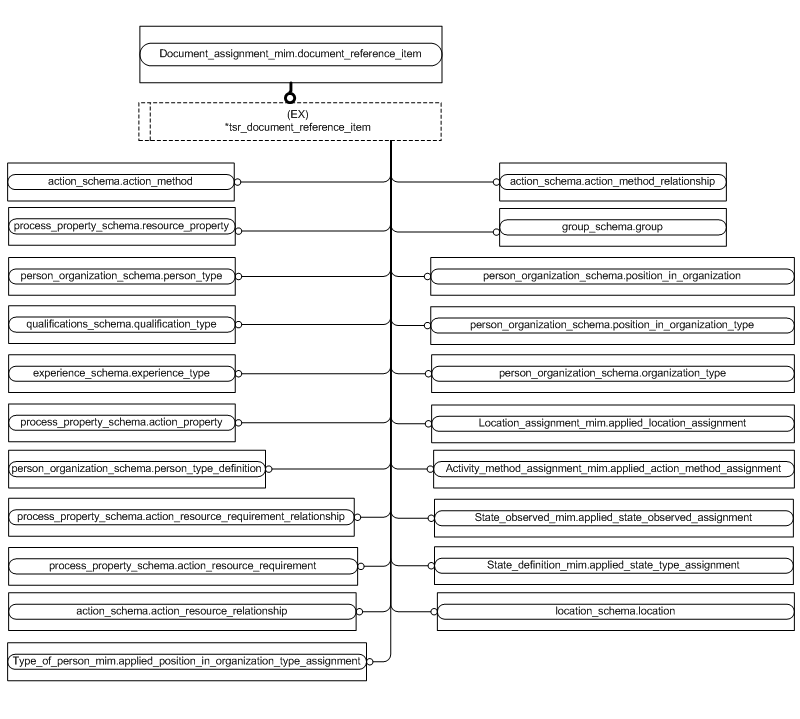 Document_assignment_mim.document_reference_item
(EX)
*tsr_document_reference_item
action_schema.action_method
action_schema.action_method_relationship
process_property_schema.resource_property
group_schema.group
person_organization_schema.person_type
person_organization_schema.position_in_organization
qualifications_schema.qualification_type
person_organization_schema.position_in_organization_type
experience_schema.experience_type
person_organization_schema.organization_type
process_property_schema.action_property
Location_assignment_mim.applied_location_assignment
person_organization_schema.person_type_definition
Activity_method_assignment_mim.applied_action_method_assignment
process_property_schema.action_resource_requirement_relationship
State_observed_mim.applied_state_observed_assignment
process_property_schema.action_resource_requirement
State_definition_mim.applied_state_type_assignment
action_schema.action_resource_relationship
location_schema.location
Type_of_person_mim.applied_position_in_organization_type_assignment